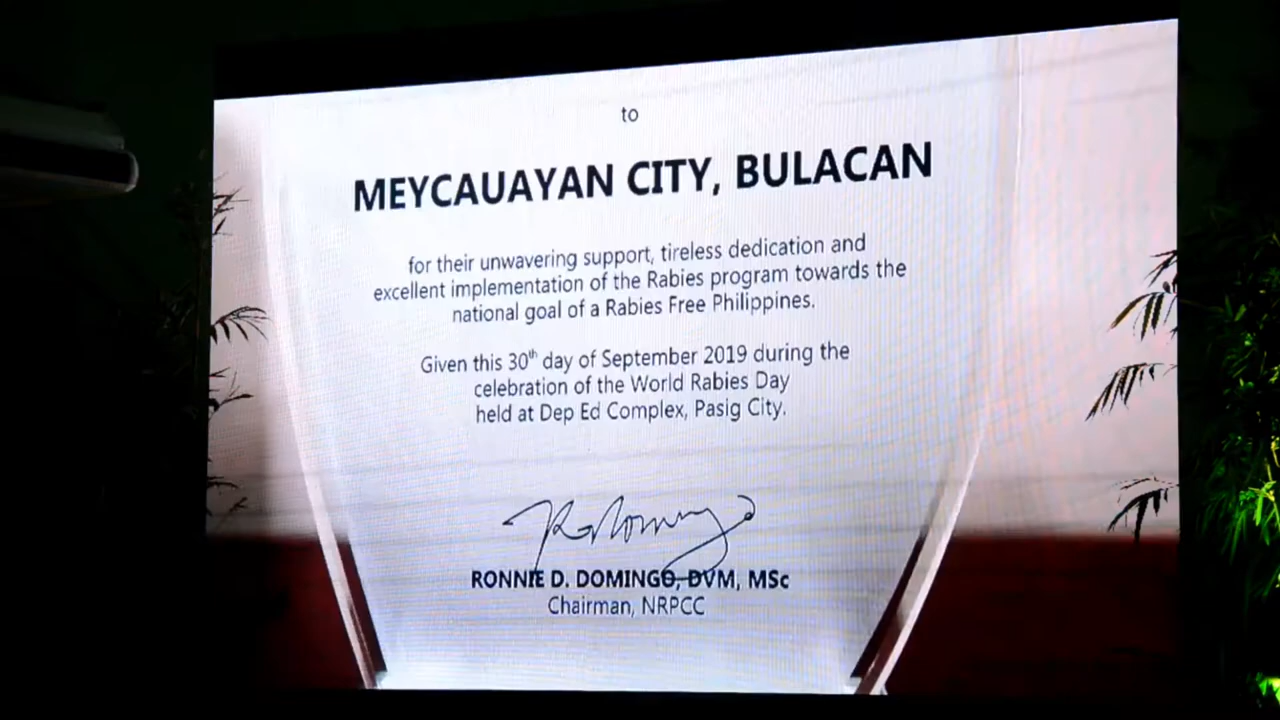 to
MEYCAUAYAN CITY, BULACAN
for their unwavering support, tireless dedication and
excellent implementation of the Rabies program towards the
national goal of a Rabies Free Philippines.
Given this 30th day of September 2019 during the
celebration of the World Rabies Day
held at Dep Ed Complex, Pasig City.
RONNIE D. DOMINGO, DVM, MSc
Chairman, NRPCC